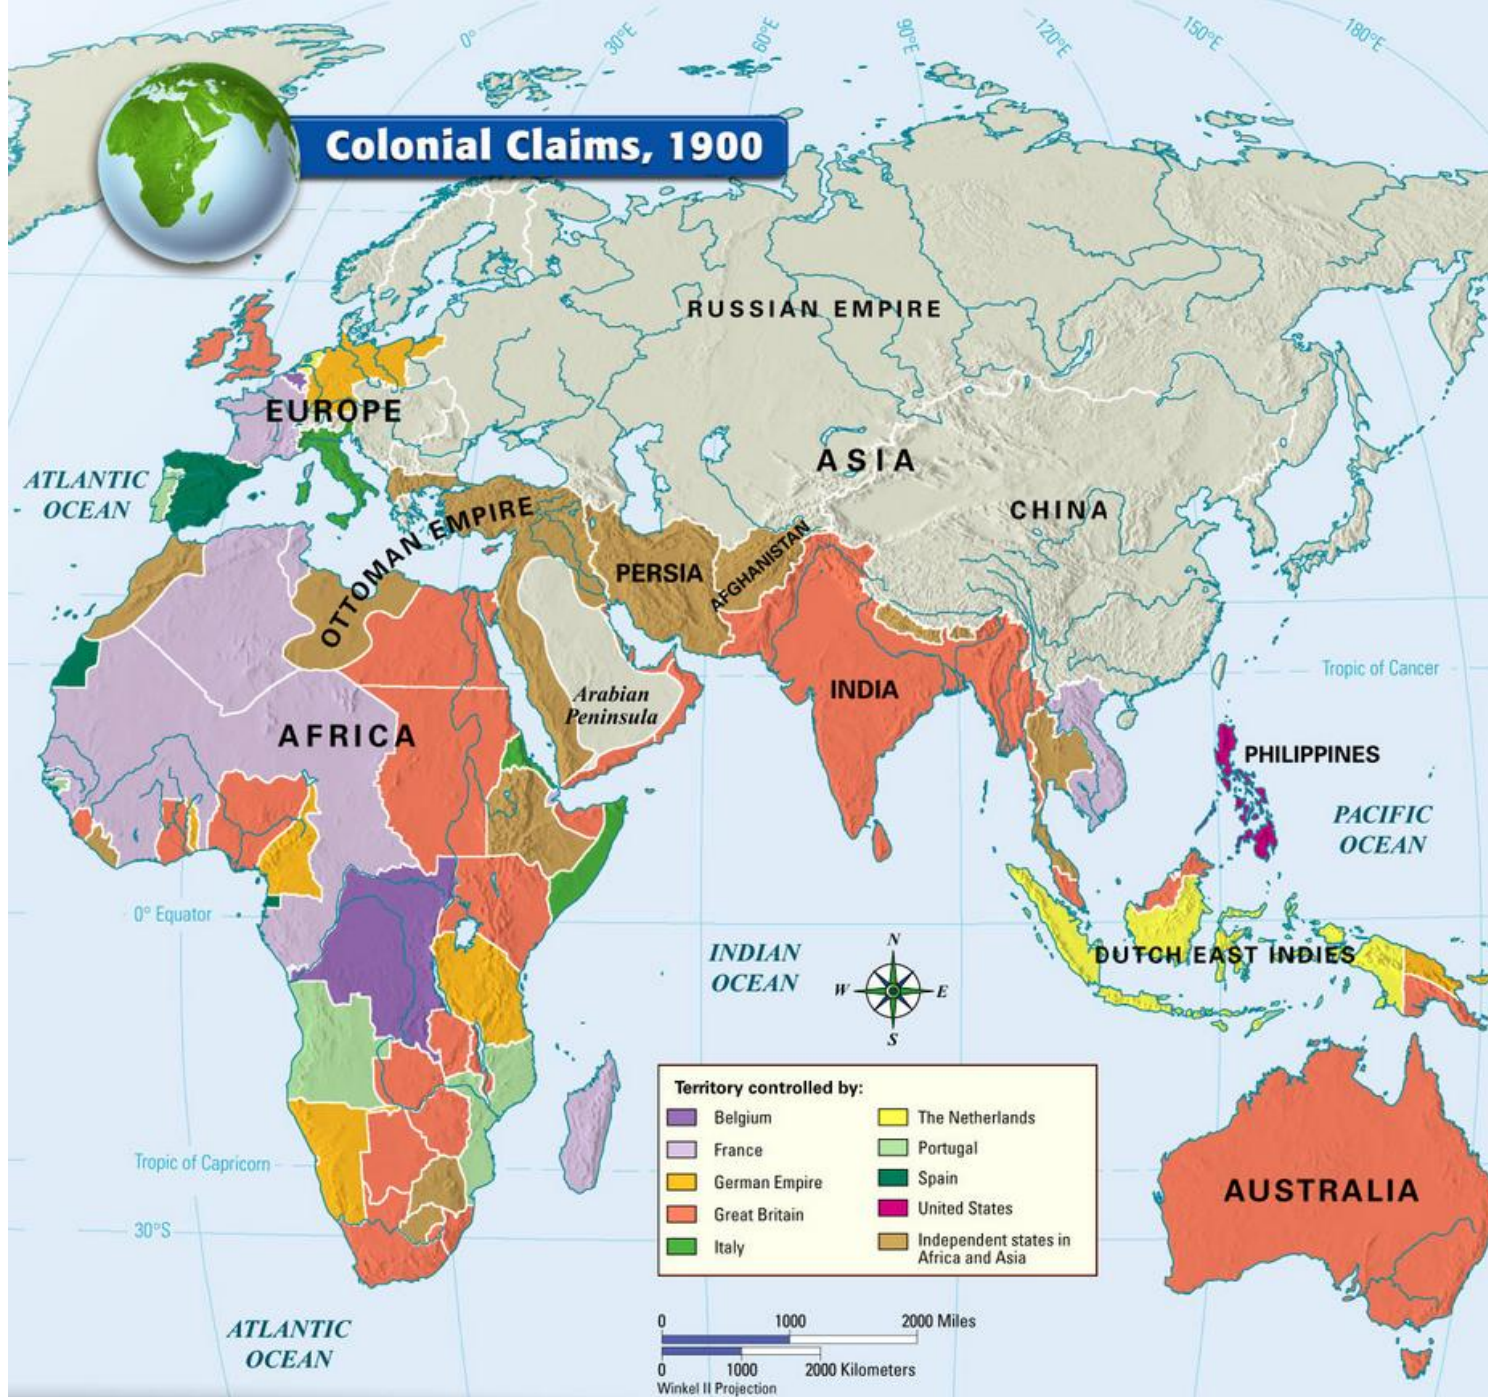 0°
30°E
60°E
90°E
120°E
150°E
180°E
Colonial Claims, 1900
RUSSIAN EMPIRE
EUROPE
ASIA
ATLANTIC
OCEAN
CHINA
OTTOMAN EMPIRE
PERSIA
AFGHANISTAN
Tropic of Cancer
INDIA
Arabian
Peninsula
AFRICA
PHILIPPINES
PACIFIC
OCEAN
0° Equator
INDIAN
OCEAN
N
W
E
S
DUTCH EAST INDIES
Territory controlled by:
Belgium
France
German Empire
Great Britain
Italy
The Netherlands
Portugal
Spain
United States
Independent states in
Africa and Asia
Tropic of Capricorn
AUSTRALIA
30°S
ATLANTIC
OCEAN
0 1000 2000 Miles
0 1000 2000 Kilometers
Winkel II Projection